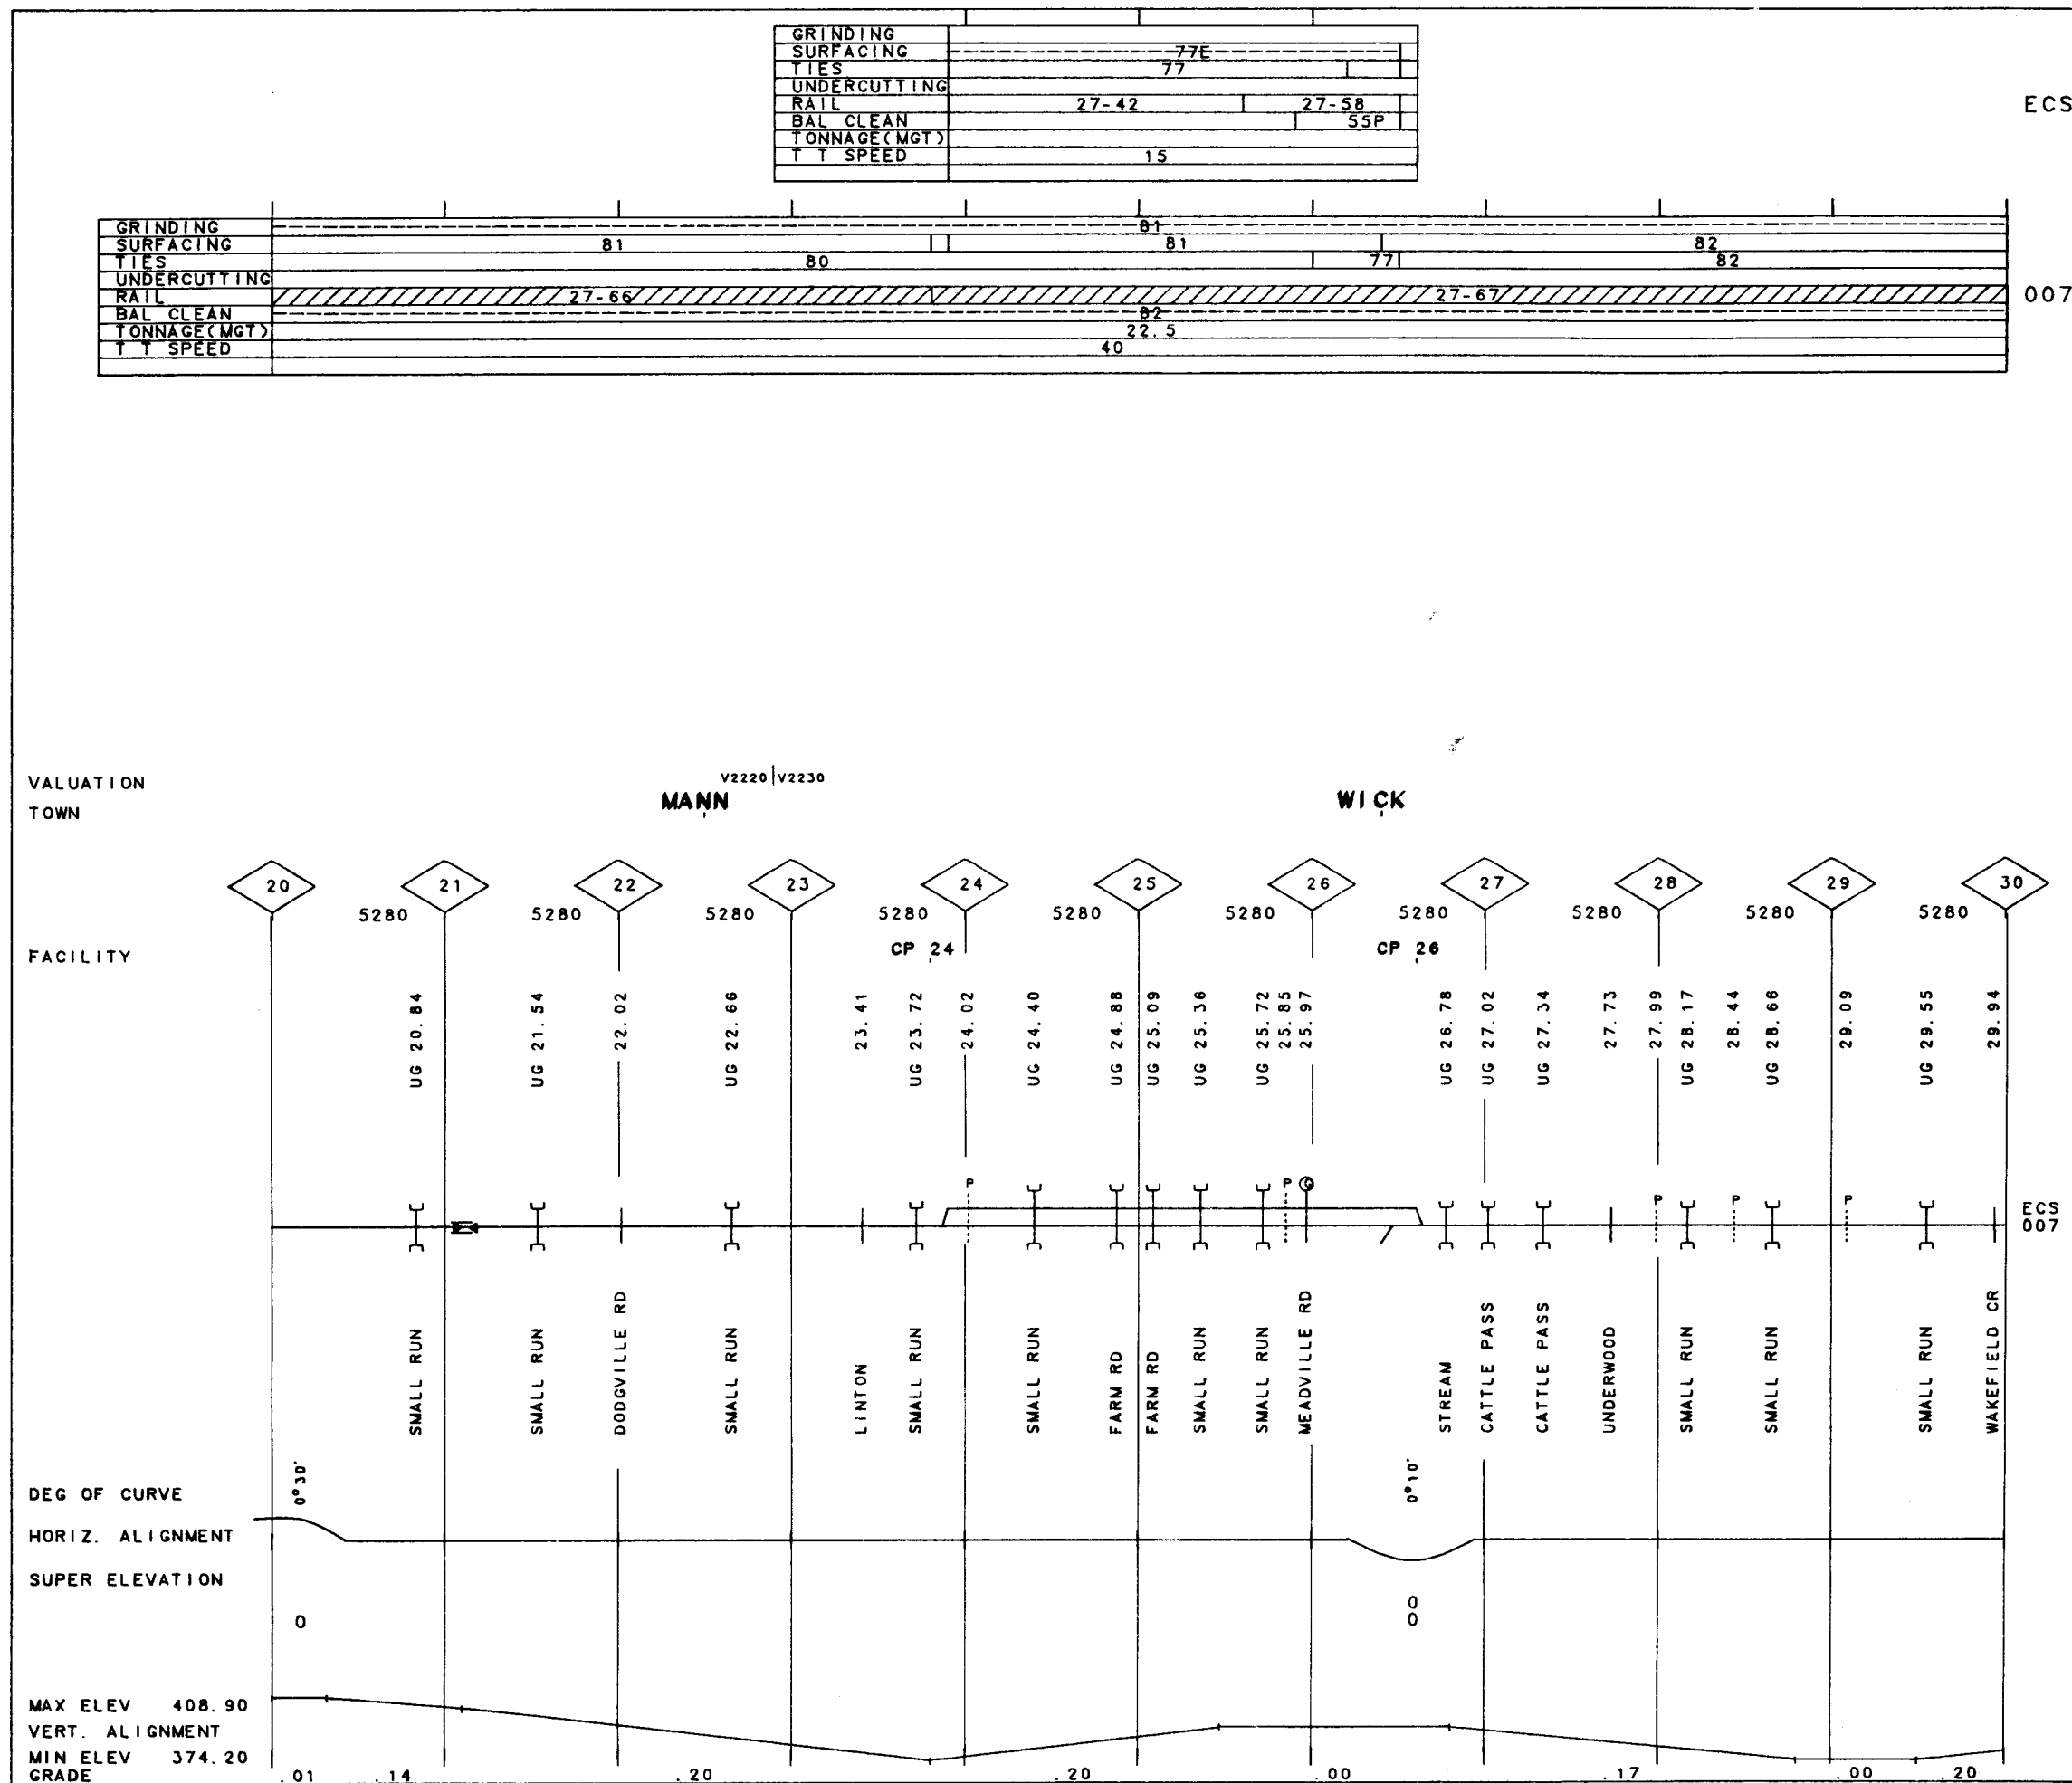 GRINDING
SURFACING 77E
TIES 77
UNDERCUTTING
RAIL 27-42 27-58
BAL CLEAN 55P
TONNAGE(MGT)
T T SPEED 15
ECS
GRINDING 81
SURFACING 81 81 82
TIES 80 77 82
UNDERCUTTING
RAIL 27-66 27-67
BAL CLEAN 82
TONNAGE(MGT) 22.5
T T SPEED 40
007
VALUATION V2220 V2230
TOWN MANN WICK
20 21 22 23 24 25 26 27 28 29 30
5280 5280 5280 5280 5280 5280 5280 5280 5280 5280
FACILITY CP 24 CP 26
UG 20.84
UG 21.54
22.02
UG 22.66
23.41
UG 23.72
24.02
UG 24.40
UG 24.88
UG 25.09
UG 25.36
UG 25.72
25.85
25.97
UG 26.78
UG 27.02
UG 27.34
27.73
27.99
UG 28.17
28.44
UG 28.66
29.09
UG 29.55
29.94
P P G P P P
ECS
007
SMALL RUN
SMALL RUN
DODGVILLE RD
SMALL RUN
LINTON
SMALL RUN
SMALL RUN
FARM RD
FARM RD
SMALL RUN
SMALL RUN
MEADVILLE RD
STREAM
CATTLE PASS
CATTLE PASS
UNDERWOOD
SMALL RUN
SMALL RUN
SMALL RUN
WAKEFIELD CR
DEG OF CURVE 0°30' 0°10'
HORIZ. ALIGNMENT
SUPER ELEVATION
0 0
0
MAX ELEV 408.90
VERT. ALIGNMENT
MIN ELEV 374.20
GRADE .01 .14 .20 .20 .00 .17 .00 .20